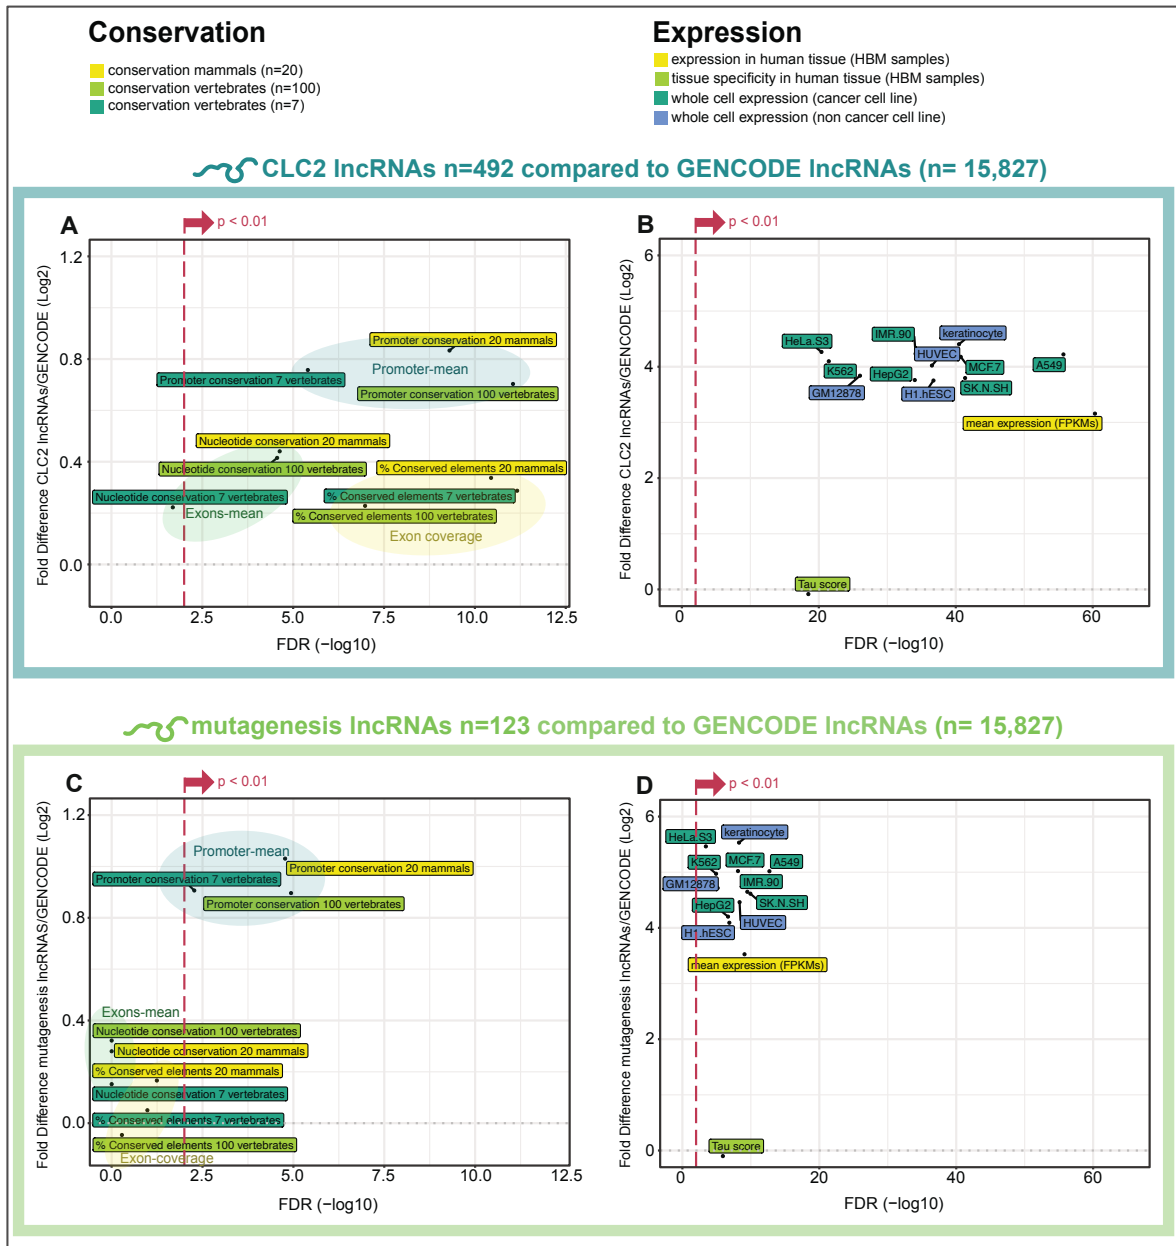 Conservation
conservation mammals (n=20)
conservation vertebrates (n=100)
conservation vertebrates (n=7)
Expression
expression in human tissue (HBM samples)
tissue specificity in human tissue (HBM samples)
whole cell expression (cancer cell line)
whole cell expression (non cancer cell line)
CLC2 lncRNAs n=492 compared to GENCODE lncRNAs (n= 15,827)
A
p < 0.01
Fold Difference CLC2 lncRNAs/GENCODE (Log2)
1.2
0.8
0.4
0.0
Promoter conservation 20 mammals
Promoter-mean
Promoter conservation 7 vertebrates
Promoter conservation 100 vertebrates
Nucleotide conservation 20 mammals
Nucleotide conservation 100 vertebrates
% Conserved elements 20 mammals
Nucleotide conservation 7 vertebrates
% Conserved elements 7 vertebrates
Exons-mean
% Conserved elements 100 vertebrates
Exon coverage
0.0 2.5 5.0 7.5 10.0 12.5
FDR (−log10)
B
p < 0.01
Fold Difference CLC2 lncRNAs/GENCODE (Log2)
6
4
2
0
HeLa.S3
IMR.90
keratinocyte
HUVEC
K562
HepG2
MCF.7
A549
GM12878
H1.hESC
SK.N.SH
mean expression (FPKMs)
Tau score
0 20 40 60
FDR (−log10)
mutagenesis lncRNAs n=123 compared to GENCODE lncRNAs (n= 15,827)
C
p < 0.01
Fold Difference mutagenesis lncRNAS/GENCODE (Log2)
1.2
0.8
0.4
0.0
Promoter-mean
Promoter conservation 20 mammals
Promoter conservation 7 vertebrates
Promoter conservation 100 vertebrates
Exons-mean
Nucleotide conservation 100 vertebrates
Nucleotide conservation 20 mammals
% Conserved elements 20 mammals
Nucleotide conservation 7 vertebrates
% Conserved elements 7 vertebrates
% Conserved elements 100 vertebrates
Exon-coverage
0.0 2.5 5.0 7.5 10.0 12.5
FDR (−log10)
D
p < 0.01
Fold Difference mutagenesis lncRNAs/GENCODE (Log2)
6
4
2
0
HeLa.S3
keratinocyte
K562
MCF.7
A549
GM12878
IMR.90
HepG2
SK.N.SH
H1.hESC
HUVEC
mean expression (FPKMs)
Tau score
0 20 40 60
FDR (−log10)